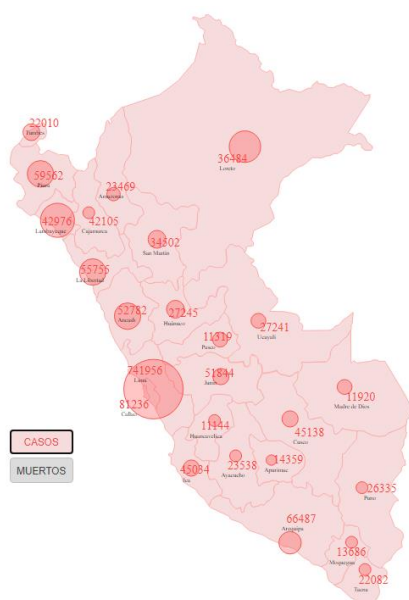 22010
Tumbes
59562
Piura
36484
Loreto
23469
Amazonas
42976
Lambayeque
42105
Cajamarca
34502
San Martín
55755
La Libertad
52782
Ancash
27245
Huánuco
27241
Ucayali
11319
Pasco
741956
Lima
51844
Junín
81236
Callao
11920
Madre de Dios
11144
Huancavelica
45138
Cusco
45034
Ica
23538
Ayacucho
14359
Apurímac
26335
Puno
66487
Arequipa
13686
Moquegua
22082
Tacna
CASOS
MUERTOS